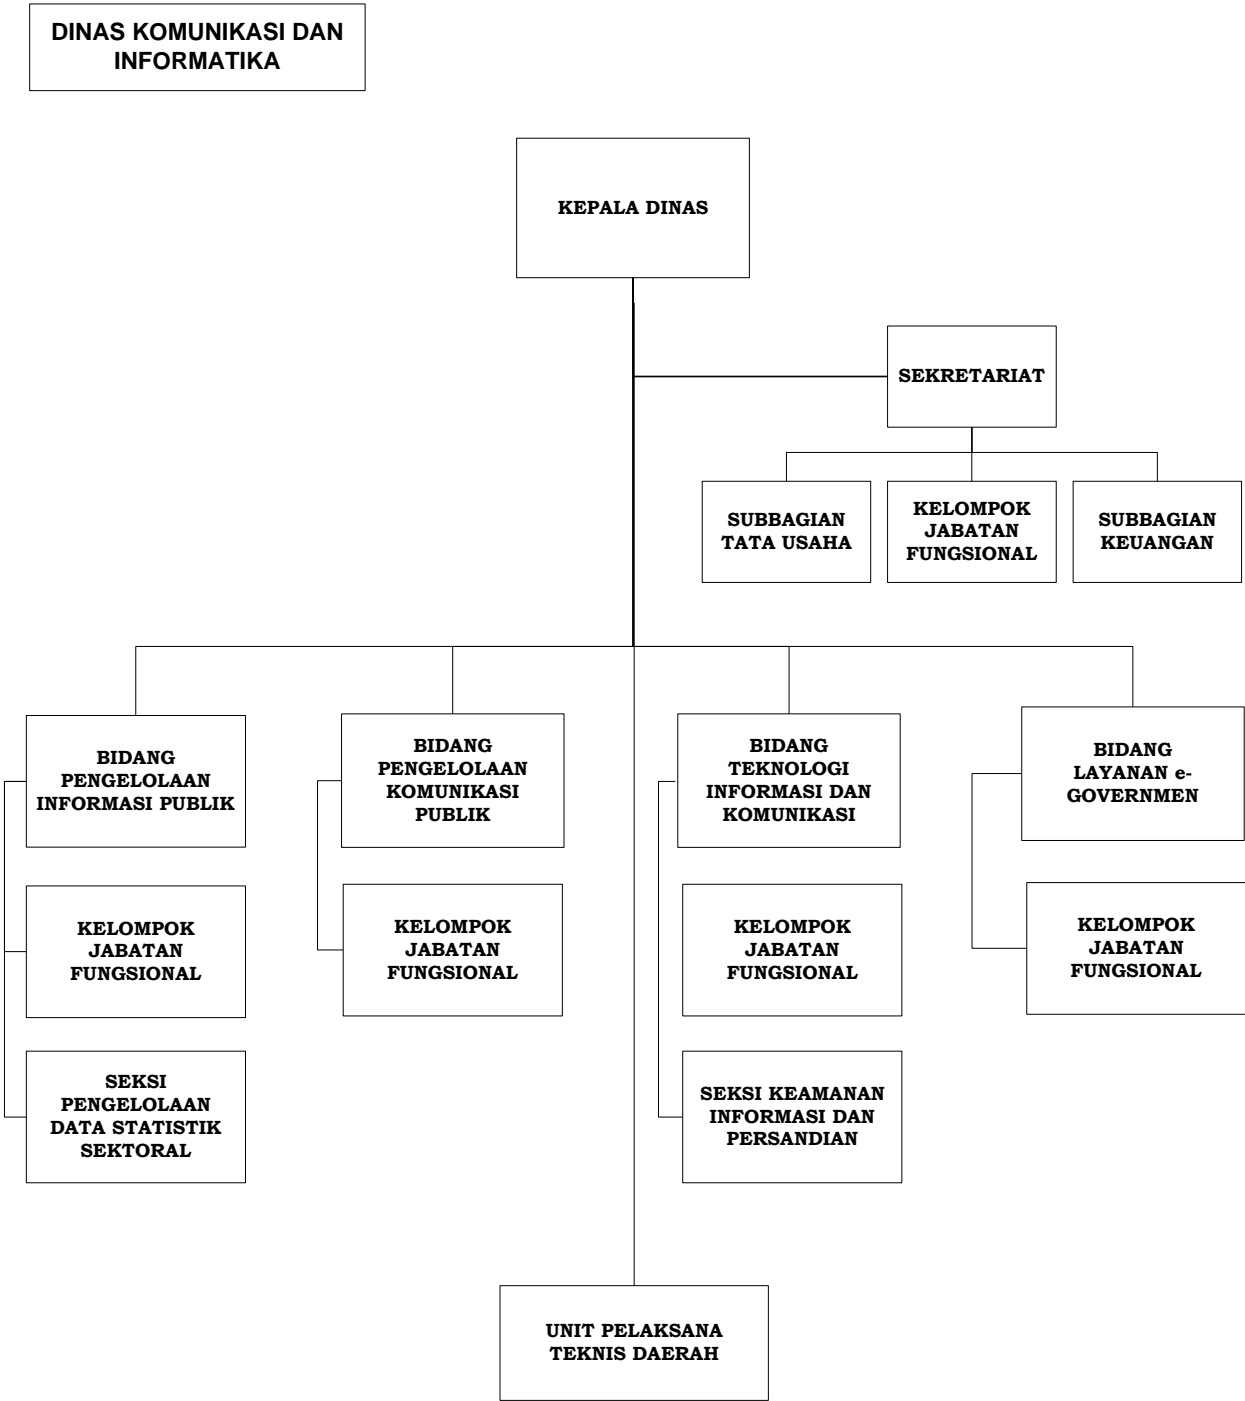 DINAS KOMUNIKASI DAN
INFORMATIKA
KEPALA DINAS
SEKRETARIAT
SUBBAGIAN
TATA USAHA
KELOMPOK
JABATAN
FUNGSIONAL
SUBBAGIAN
KEUANGAN
BIDANG
PENGELOLAAN
INFORMASI PUBLIK
BIDANG
PENGELOLAAN
KOMUNIKASI
PUBLIK
BIDANG
TEKNOLOGI
INFORMASI DAN
KOMUNIKASI
BIDANG
LAYANAN e-
GOVERNMEN
KELOMPOK
JABATAN
FUNGSIONAL
KELOMPOK
JABATAN
FUNGSIONAL
KELOMPOK
JABATAN
FUNGSIONAL
KELOMPOK
JABATAN
FUNGSIONAL
SEKSI
PENGELOLAAN
DATA STATISTIK
SEKTORAL
SEKSI KEAMANAN
INFORMASI DAN
PERSANDIAN
UNIT PELAKSANA
TEKNIS DAERAH